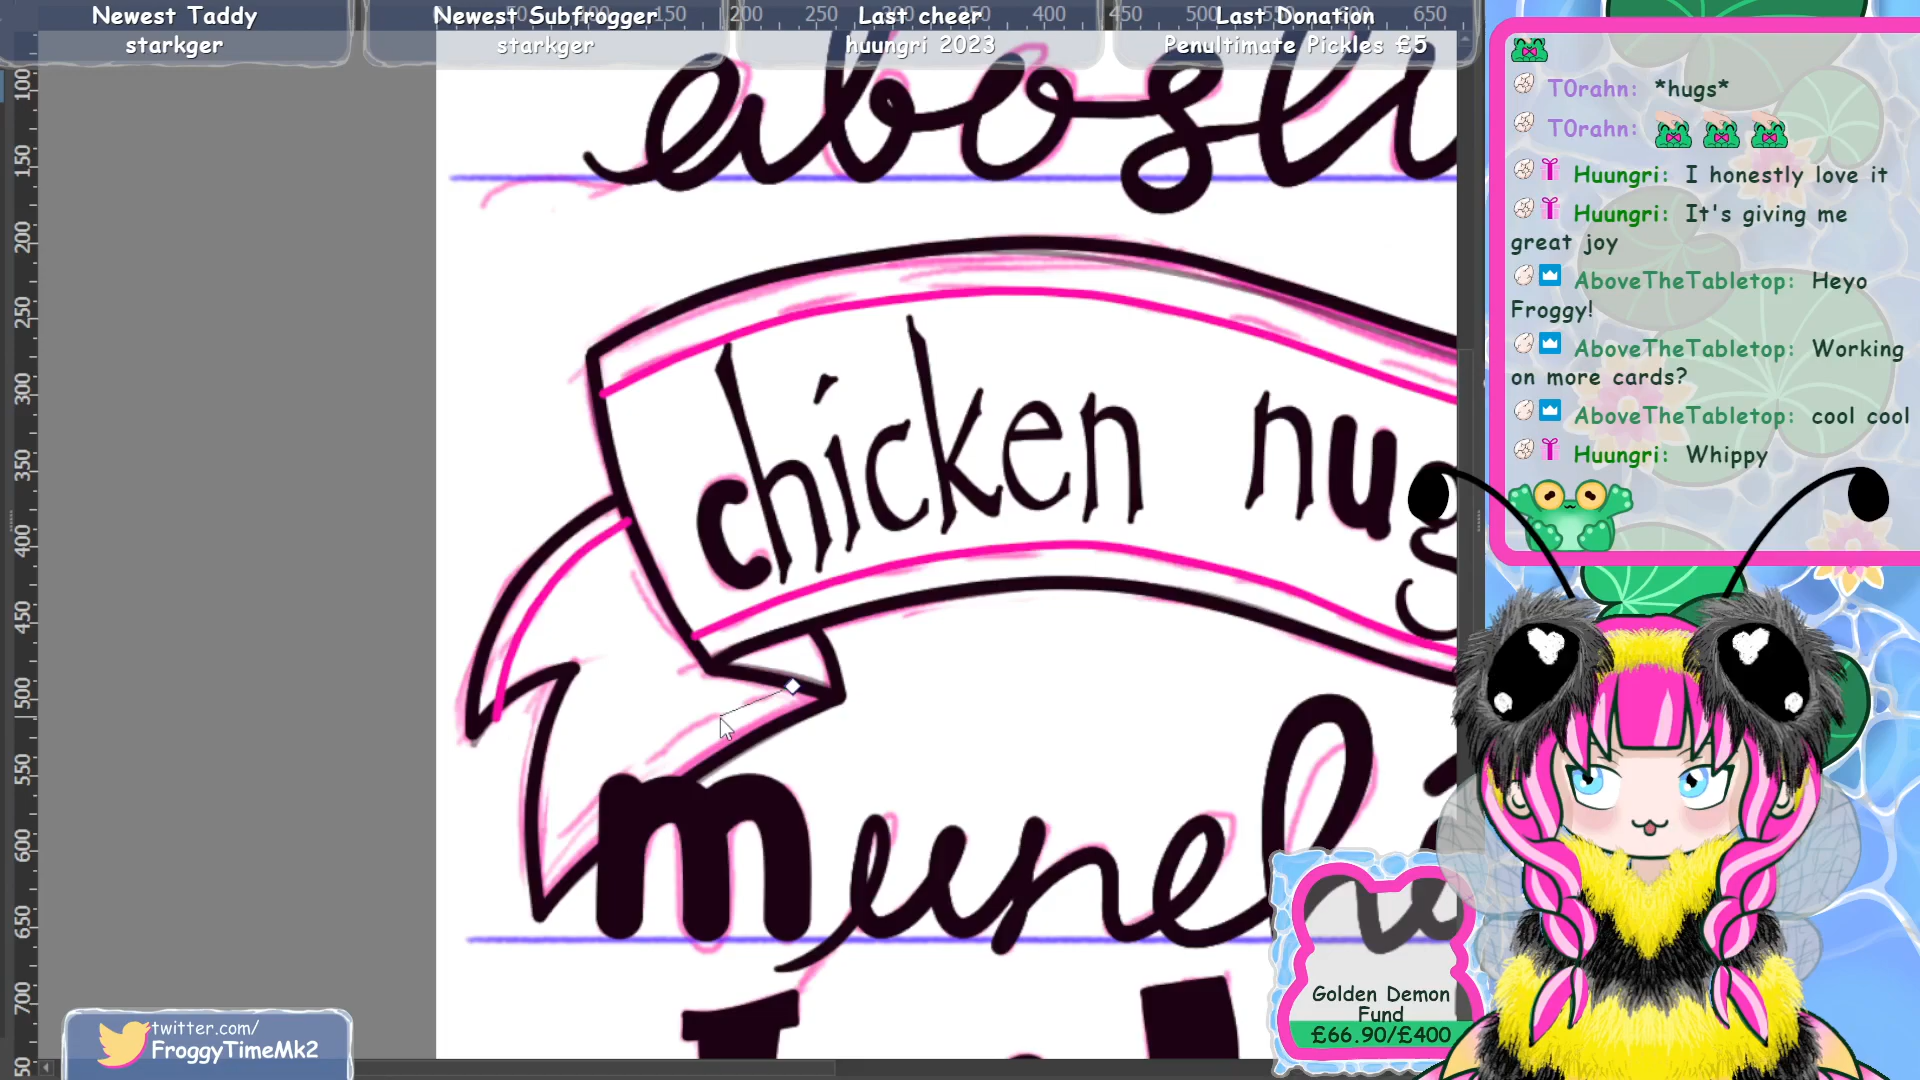 Newest Taddy
starkger
Newest Subfrogger
starkger
Last cheer
huungri 2023
Last Donation
Penultimate Pickles £5
T0rahn: *hugs*
T0rahn:
Huungri: I honestly love it
Huungri: It's giving me
great joy
AboveTheTabletop: Heyo
Froggy!
AboveTheTabletop: Working
on more cards?
AboveTheTabletop: cool cool
Huungri: Whippy
chicken nug
Golden Demon
Fund
£66.90/£400
twitter.com/
FroggyTimeMk2